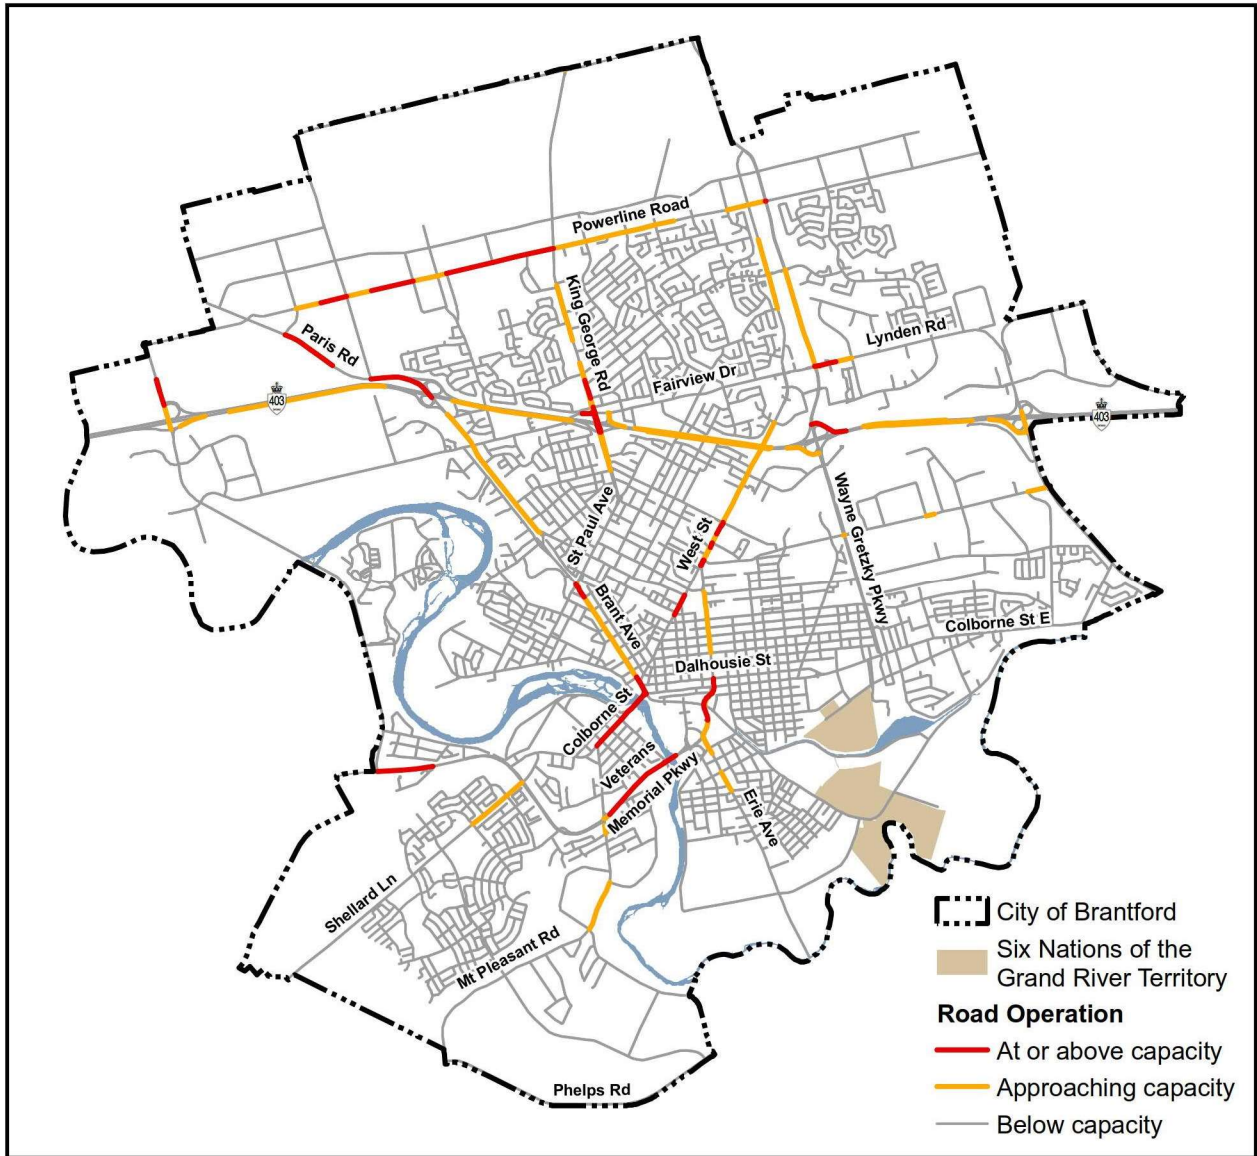 Powerline Road
King George Rd
Paris Rd
Lynden Rd
Fairview Dr
403
403
Wayne Gretzky Pkwy
St Paul Ave
West St
Brant Ave
Colborne St E
Dalhousie St
Colborne St
Veterans
Memorial Pkwy
Erie Ave
Shellard Ln
Mt Pleasant Rd
Phelps Rd
City of Brantford
Six Nations of the
Grand River Territory
Road Operation
At or above capacity
Approaching capacity
Below capacity